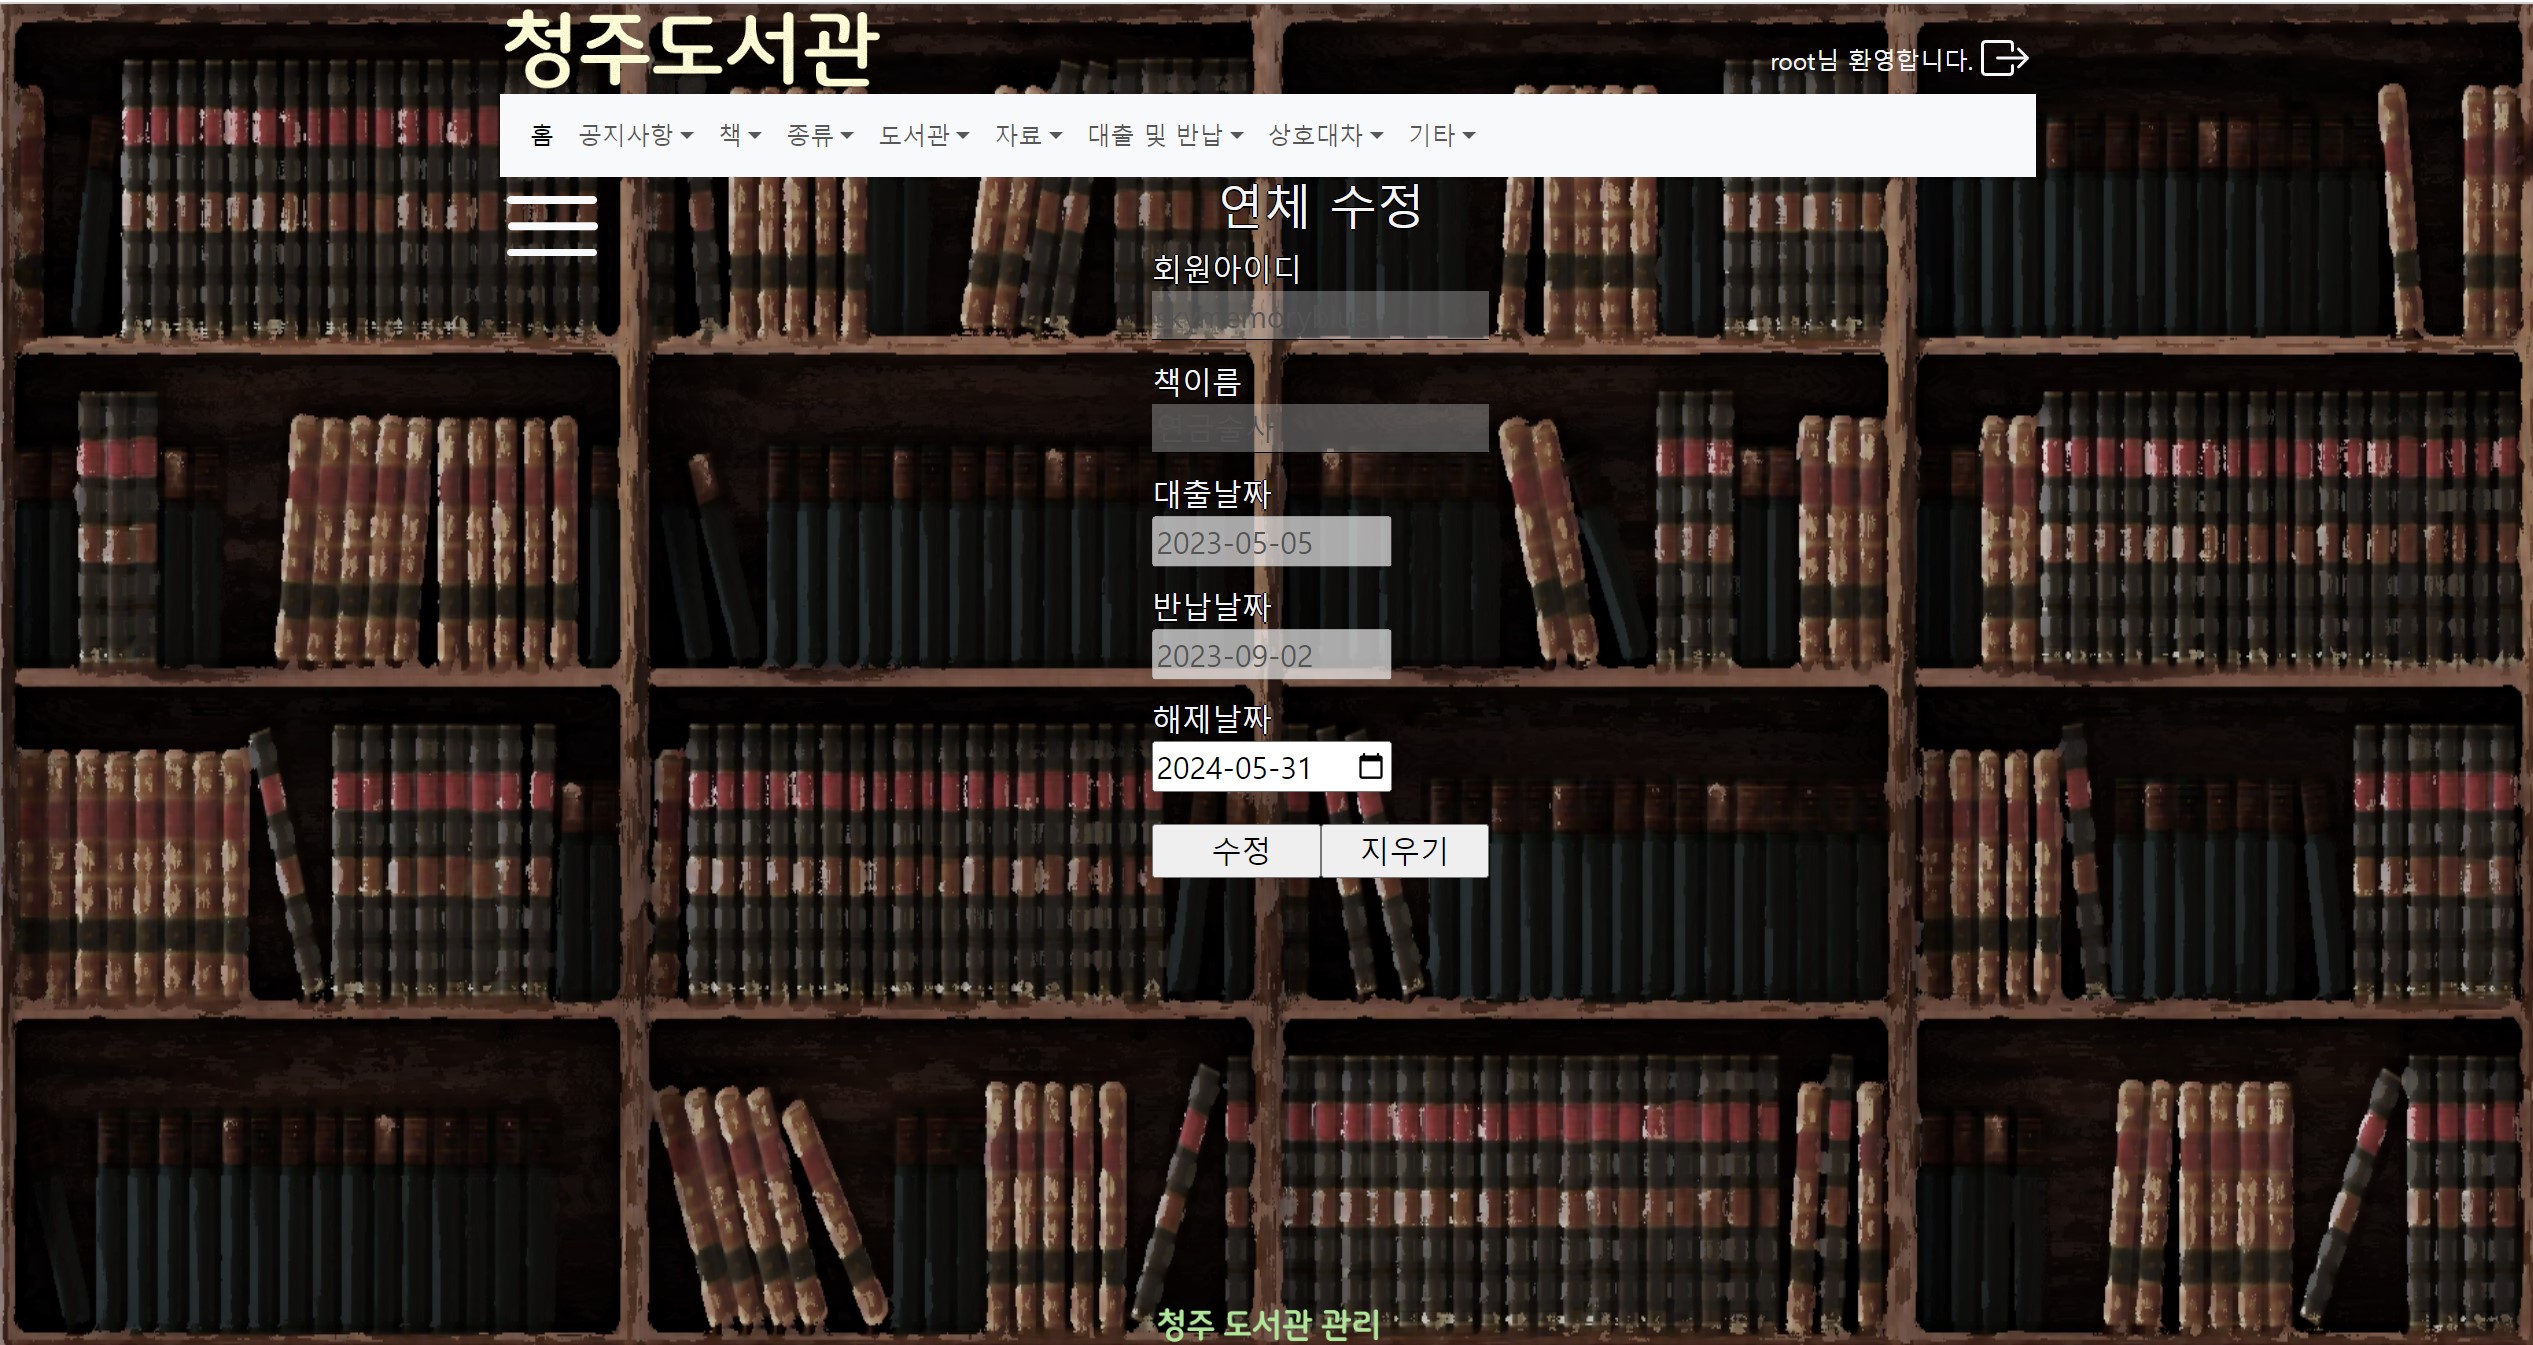 청주도서관
root님 환영합니다.
홈 공지사항 책 종류 도서관 자료 대출 및 반납 상호대차 기타
연체 수정
회원아이디
책이름
연금술사
대출날짜
2023-05-05
반납날짜
2023-09-02
해제날짜
2024-05-31
수정 지우기
청주 도서관 관리